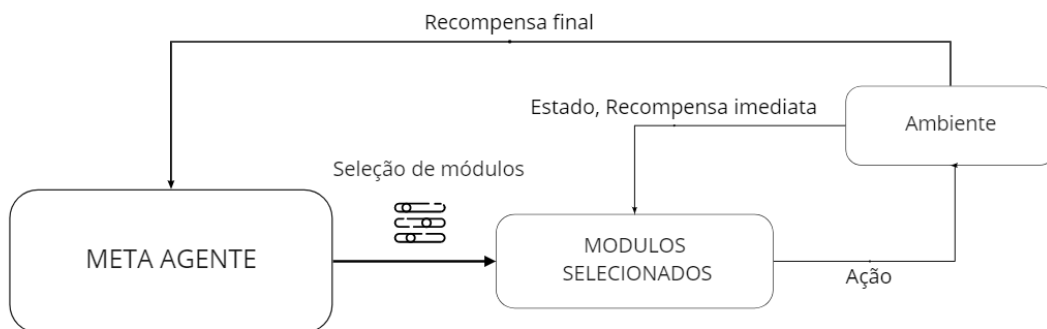 Recompensa final
Estado, Recompensa imediata
Ambiente
Seleção de módulos
META AGENTE
MODULOS
SELECIONADOS
Ação